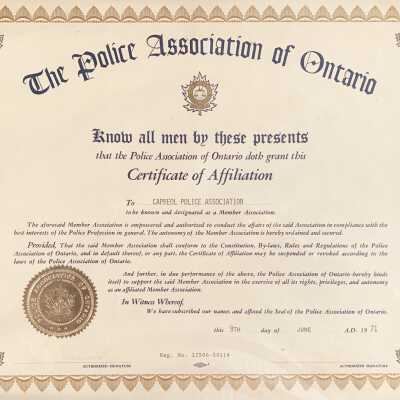 The Police Association of Ontario
Know all men by these presents
that the Police Association of Ontario doth grant this
Certificate of Affiliation
To CAPREOL POLICE ASSOCIATION
to be known and designated as a Member Association:
The aforesaid Member Association is empowered and authorized to conduct the affairs of the said Association in compliance with the
best interests of the Police Profession in general. The autonomy of the Member Association is hereby ordained and secured.
Provided, That the said Member Association shall conform to the Constitution, By-laws, Rules and Regulations of the Police
Association of Ontario, and in default thereof, or any part, the Certificate of Affiliation may be suspended or revoked according to the
laws of the Police Association of Ontario.
And further, in due performance of the above, the Police Association of Ontario hereby binds
itself to support the said Member Association in the exercise of all its rights, privileges, and autonomy
as an affiliated Member Association.
In Witness Whereof,
We have subscribed our names and affixed the Seal of the Police Association of Ontario.
this 9TH day of JUNE A.D. 1971
Reg. No.
AUTHORIZED SIGNATURE AUTHORIZED SIGNATURE